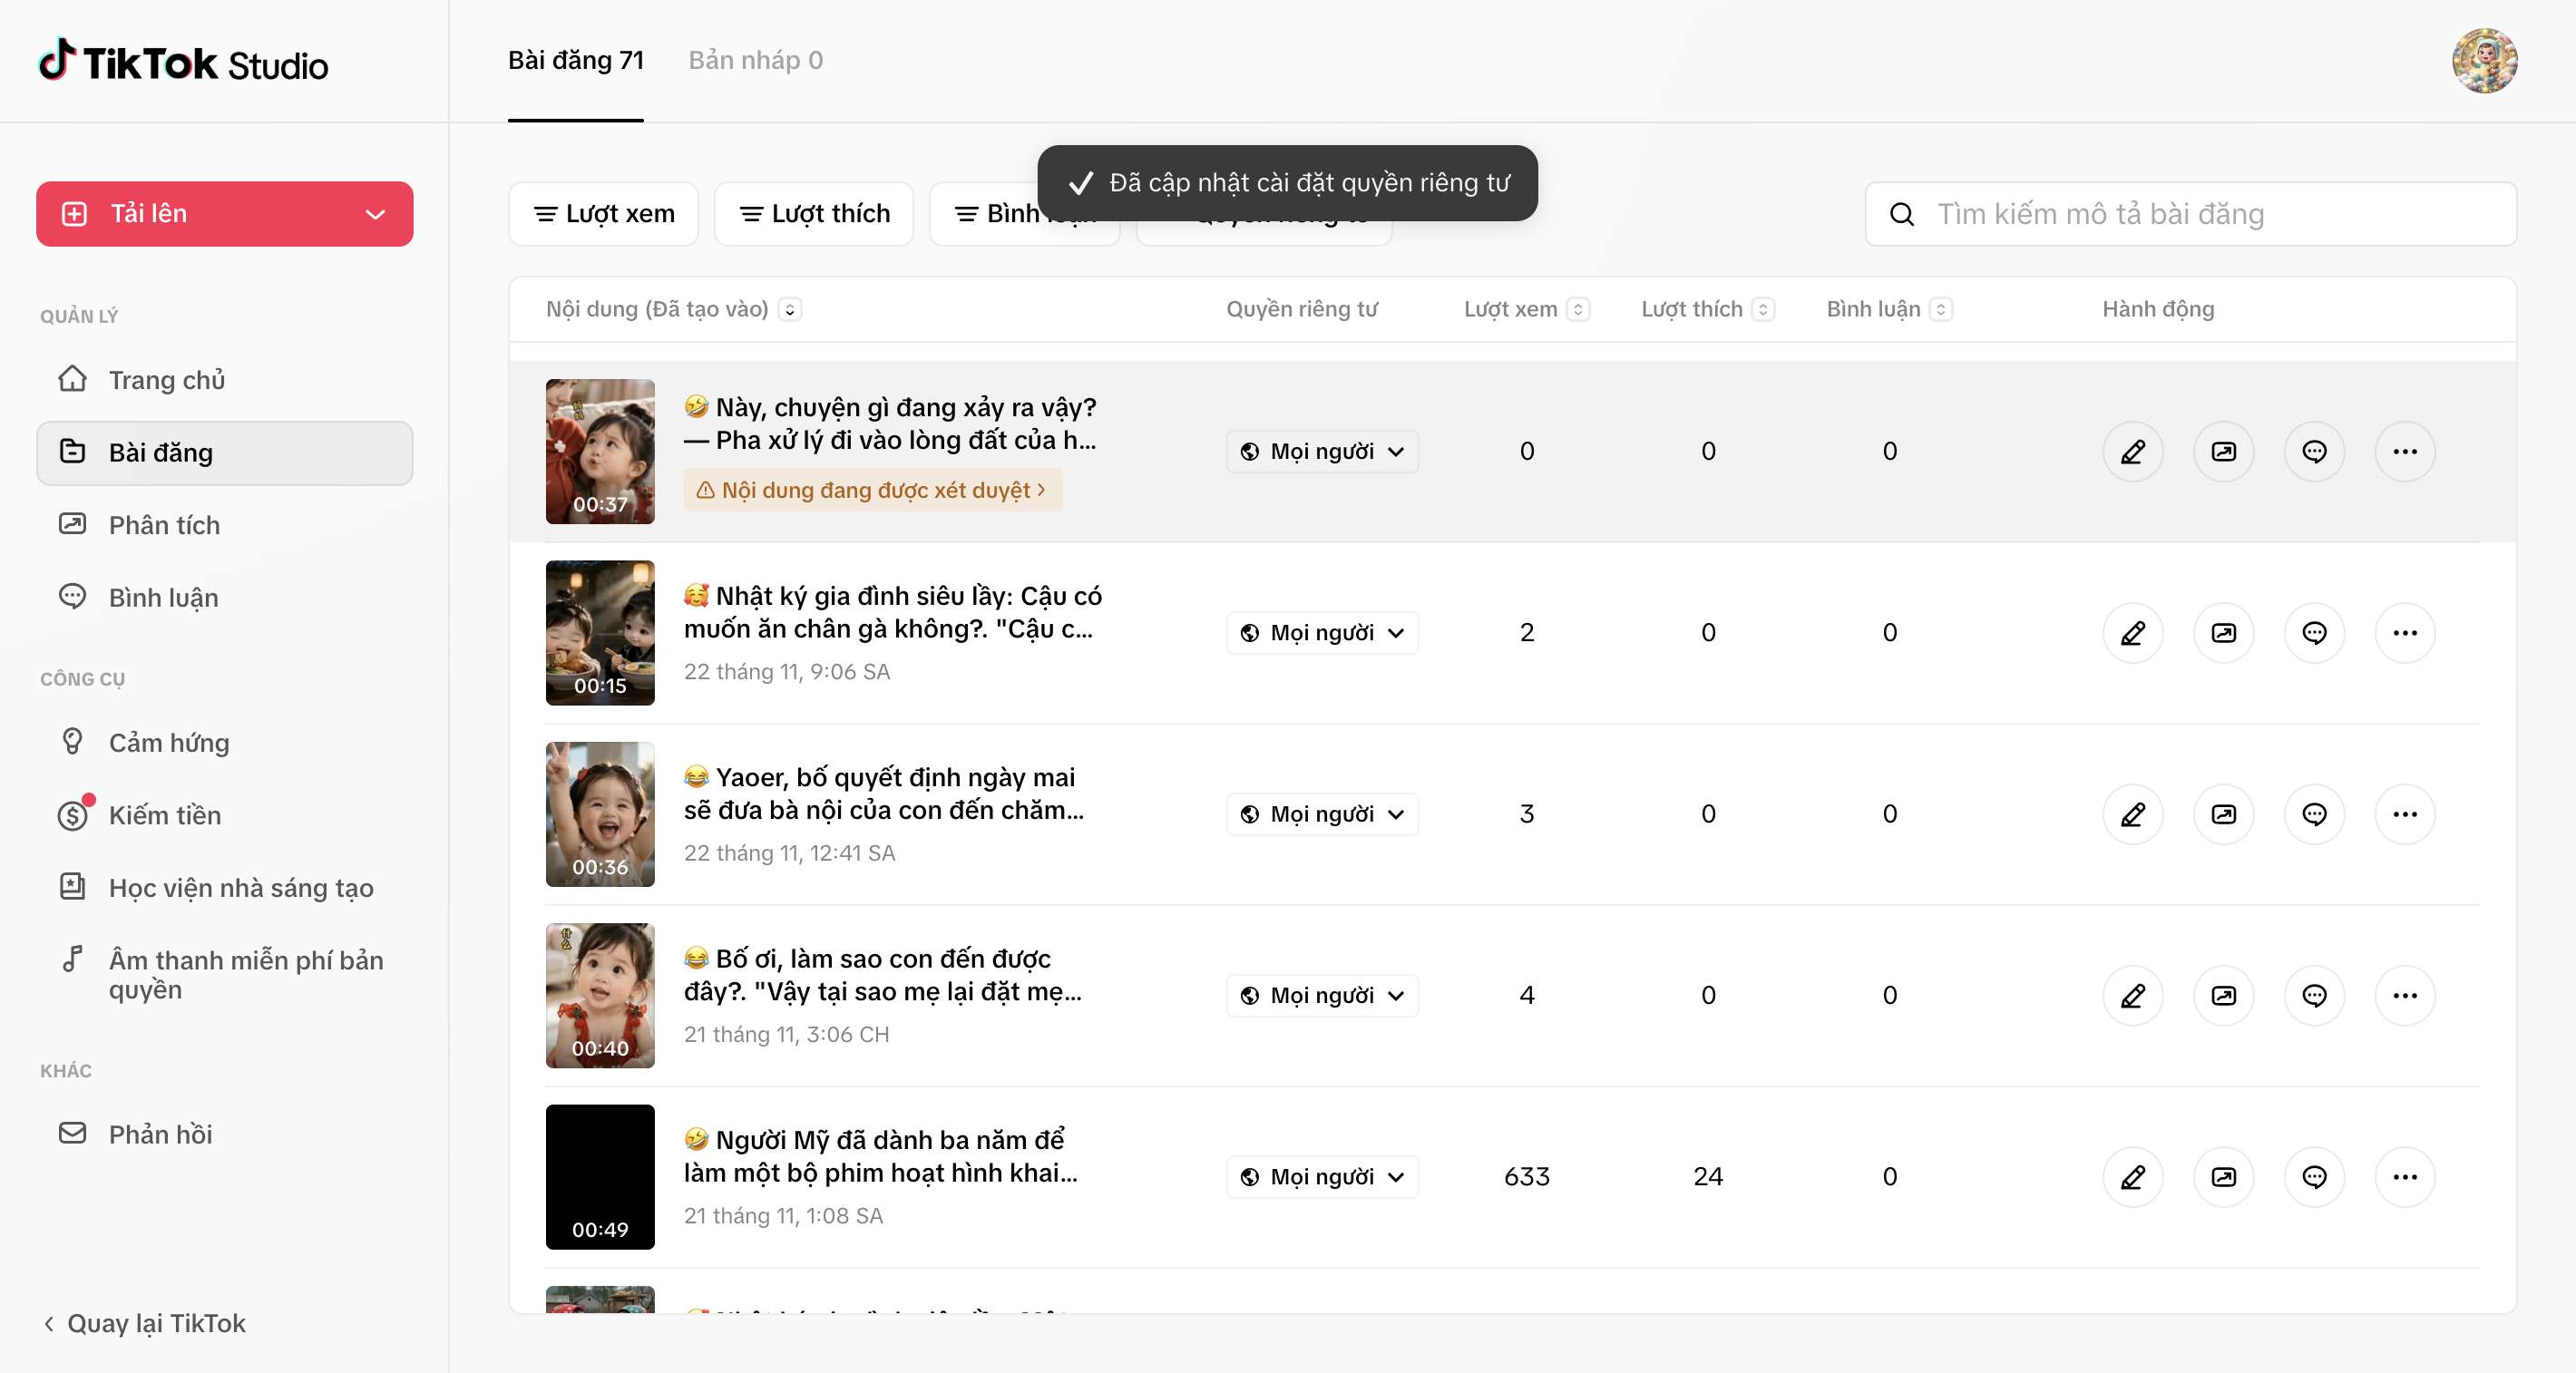 TikTok Studio
Bài đăng 71
Bản nháp 0
Đã cập nhật cài đặt quyền riêng tư
Tải lên
Lượt xem
Lượt thích
Tìm kiếm mô tả bài đăng
QUẢN LÝ
Trang chủ
Bài đăng
Phân tích
Bình luận
CÔNG CỤ
Cảm hứng
Kiếm tiền
Học viện nhà sáng tạo
Âm thanh miễn phí bản
quyền
KHÁC
Phản hồi
Quay lại TikTok
Nội dung (Đã tạo vào) Quyền riêng tư Lượt xem Lượt thích Bình luận Hành động
00:37
🤣 Này, chuyện gì đang xảy ra vậy?
— Pha xử lý đi vào lòng đất của h...
Nội dung đang được xét duyệt
Mọi người 0 0 0
00:15
🥰 Nhật ký gia đình siêu lầy: Cậu có
muốn ăn chân gà không?. "Cậu c...
22 tháng 11, 9:06 SA
Mọi người 2 0 0
00:36
😂 Yaoer, bố quyết định ngày mai
sẽ đưa bà nội của con đến chăm...
22 tháng 11, 12:41 SA
Mọi người 3 0 0
什么
00:40
😂 Bố ơi, làm sao con đến được
đây?. "Vậy tại sao mẹ lại đặt mẹ...
21 tháng 11, 3:06 CH
Mọi người 4 0 0
00:49
🤣 Người Mỹ đã dành ba năm để
làm một bộ phim hoạt hình khai...
21 tháng 11, 1:08 SA
Mọi người 633 24 0